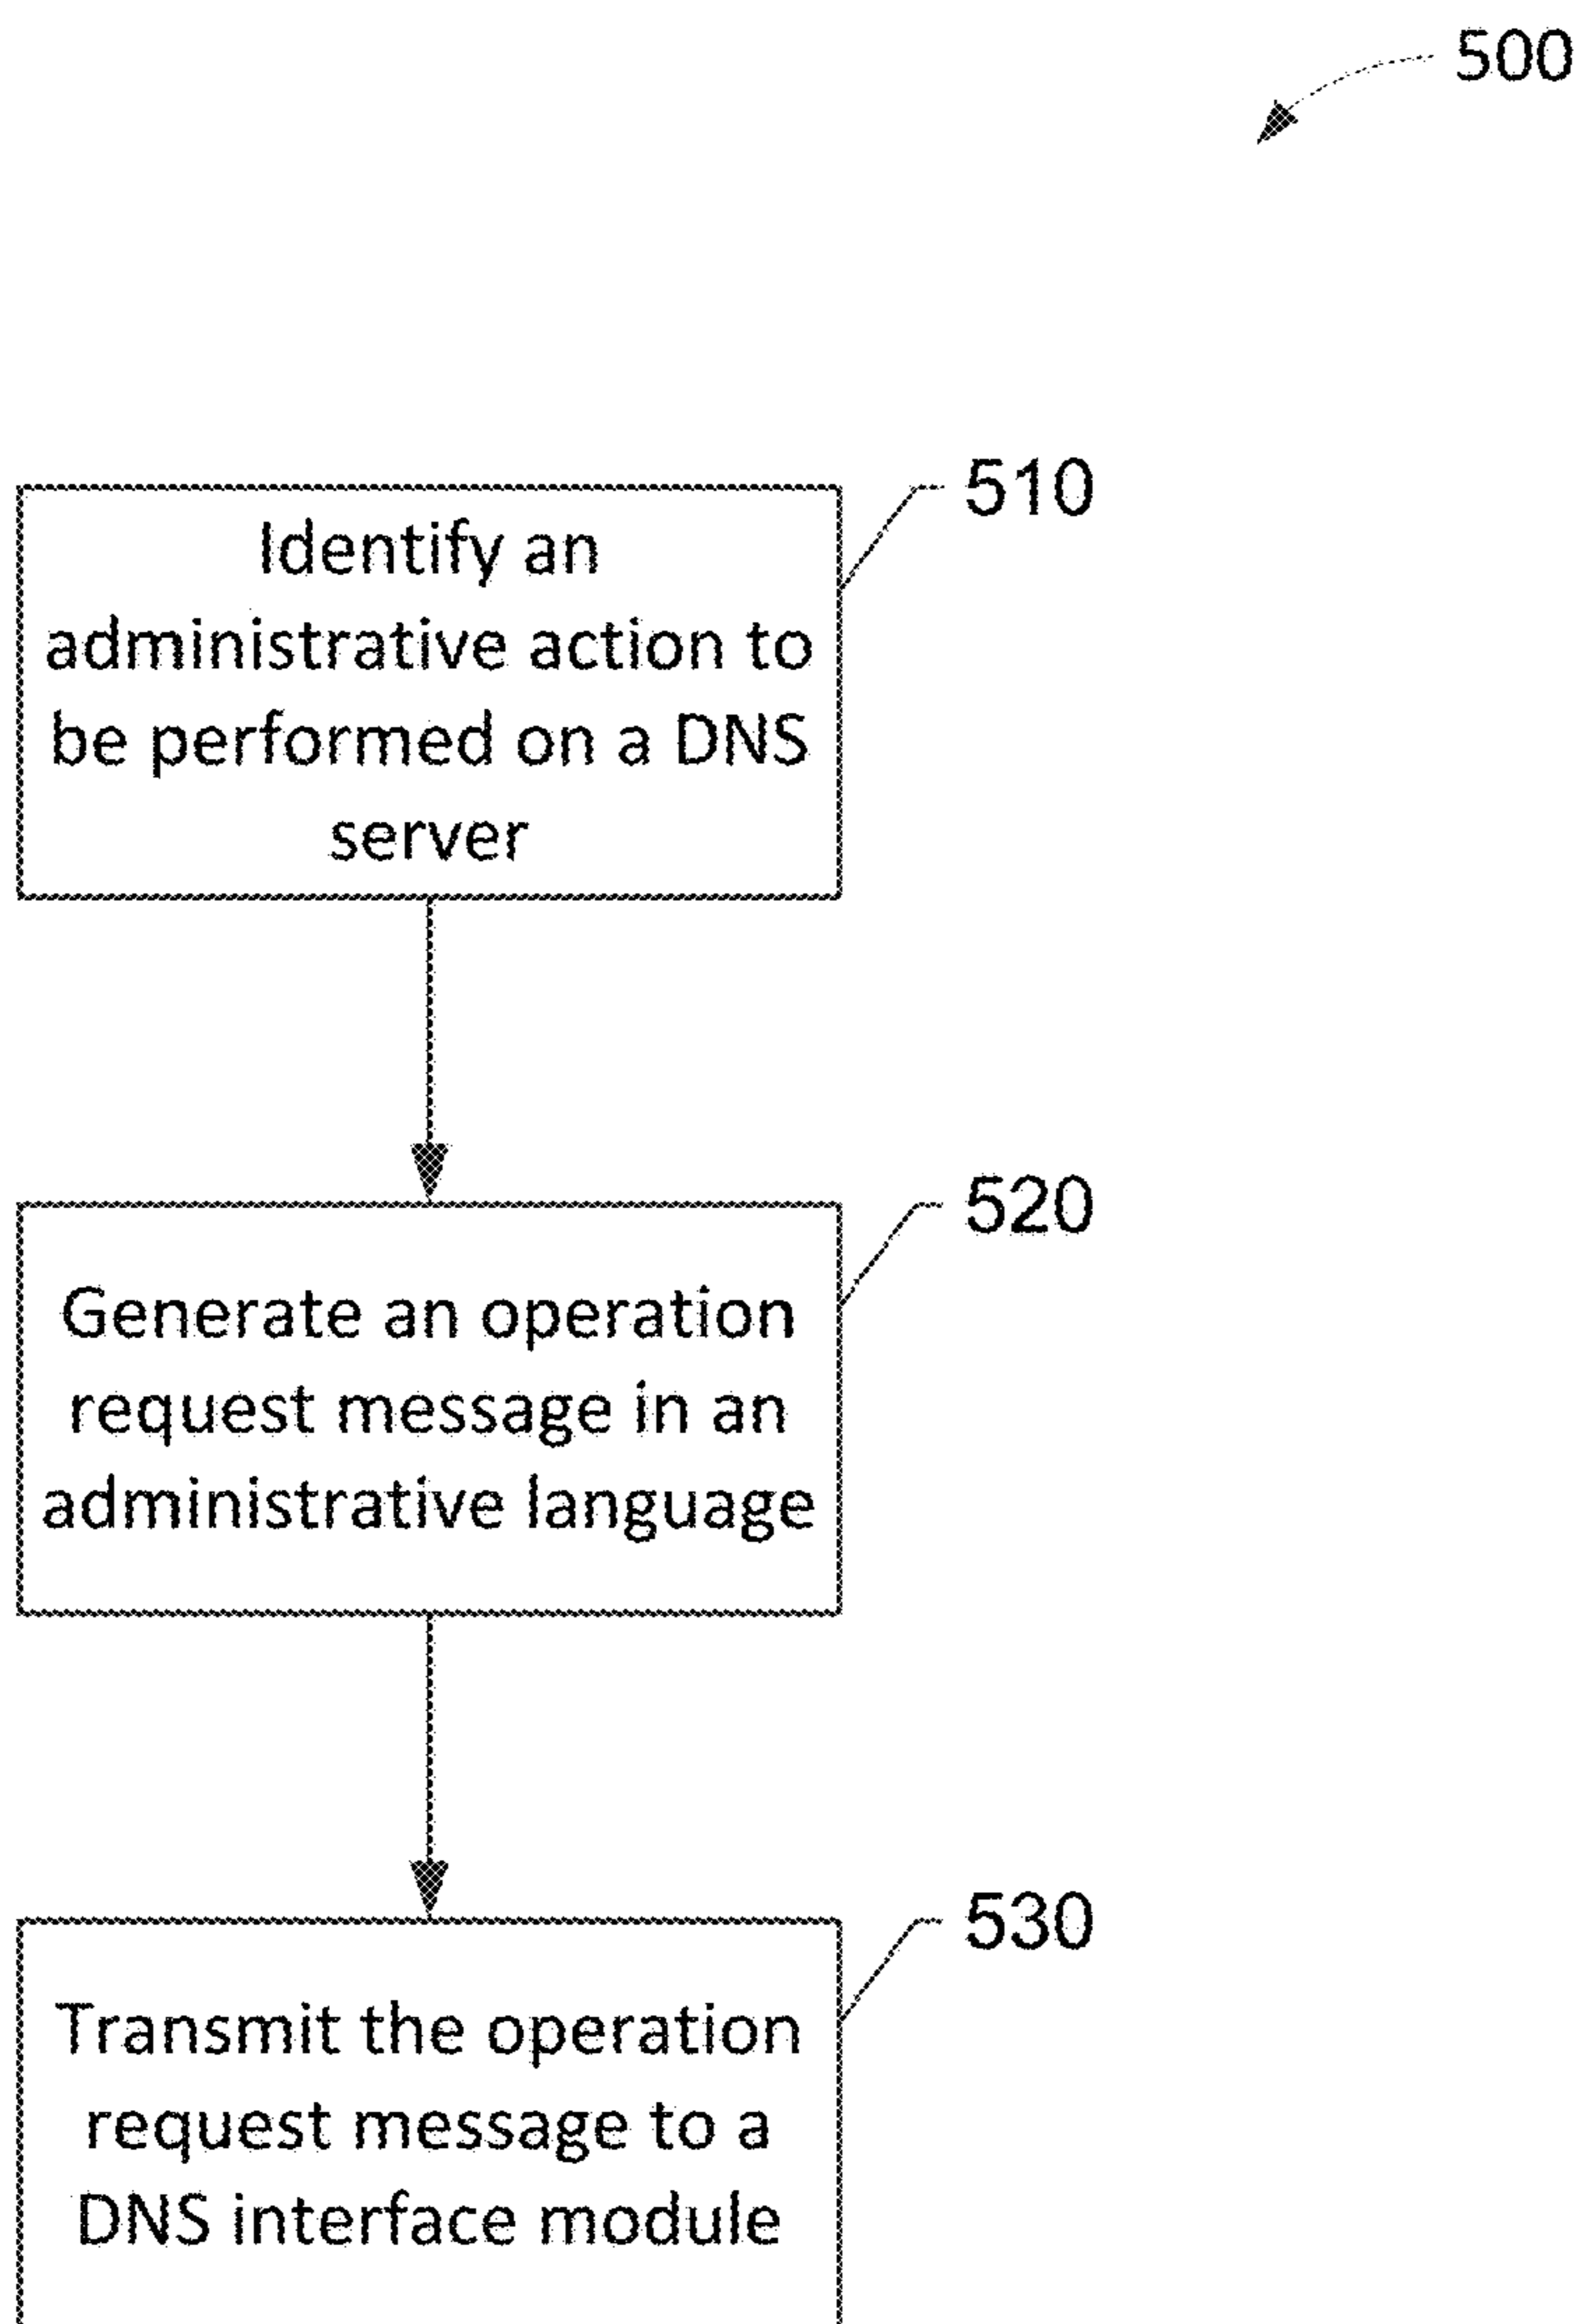 500
510
Identify an
administrative action to
be performed on a DNS
server
520
Generate an operation
request message in an
administrative language
530
Transmit the operation
request message to a
DNS interface module